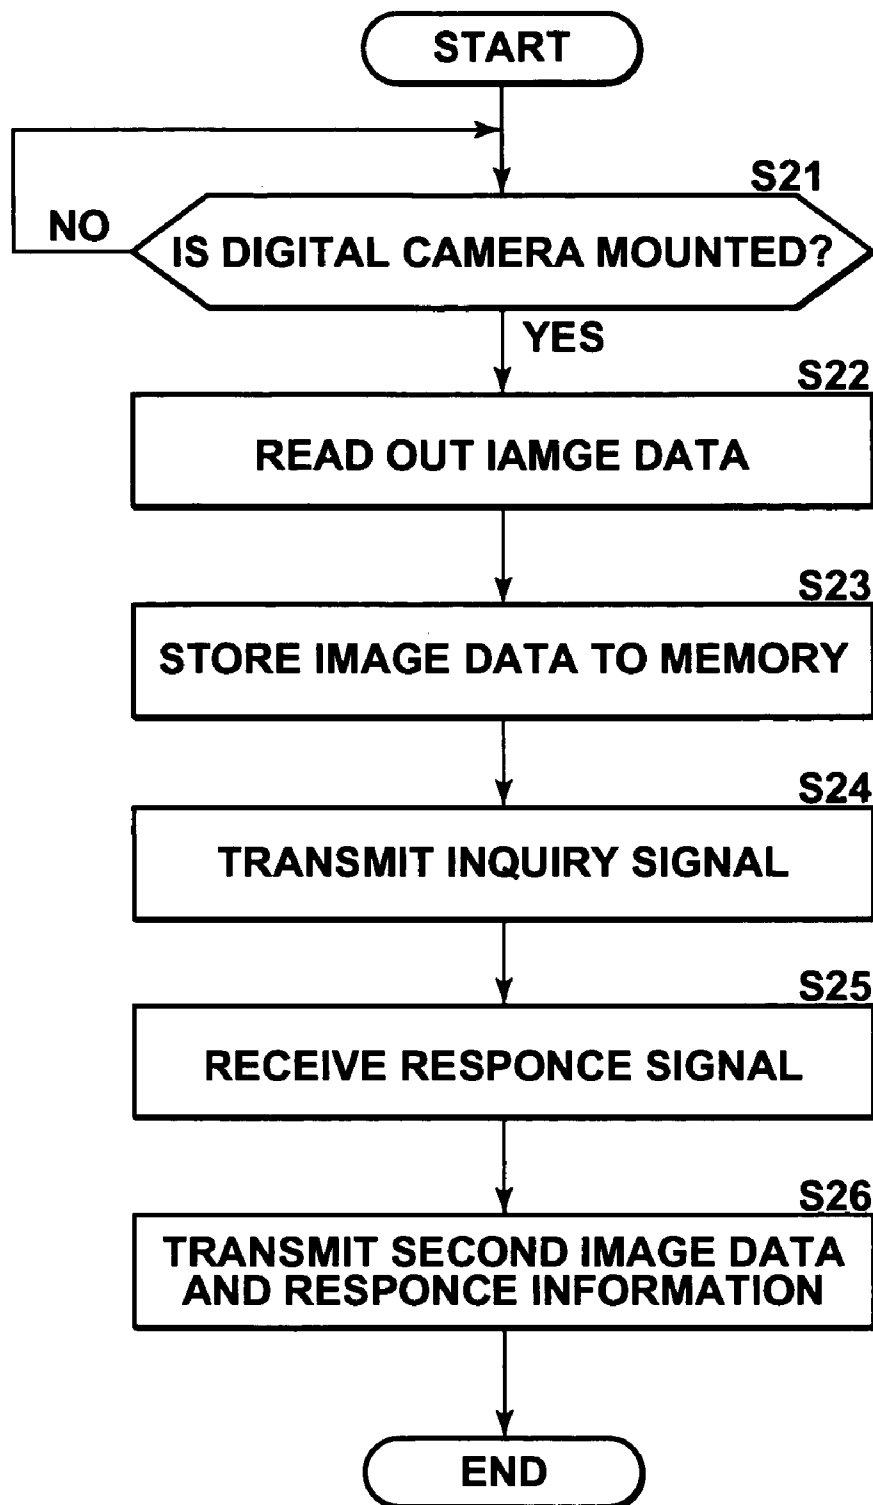 START
S21
NO
IS DIGITAL CAMERA MOUNTED?
YES
S22
READ OUT IAMGE DATA
S23
STORE IMAGE DATA TO MEMORY
S24
TRANSMIT INQUIRY SIGNAL
S25
RECEIVE RESPONCE SIGNAL
S26
TRANSMIT SECOND IMAGE DATA
AND RESPONCE INFORMATION
END